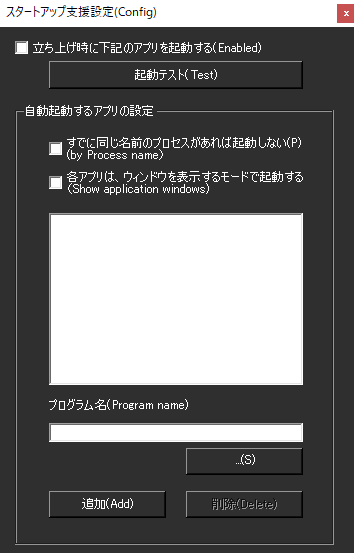 スタートアップ支援設定(Config)
x
立ち上げ時に下記のアプリを起動する(Enabled)
起動テスト(Test)
自動起動するアプリの設定
すでに同じ名前のプロセスがあれば起動しない(P)
(by Process name)
各アプリは、ウィンドウを表示するモードで起動する
(Show application windows)
プログラム名(Program name)
...(S)
追加(Add)
削除(Delete)